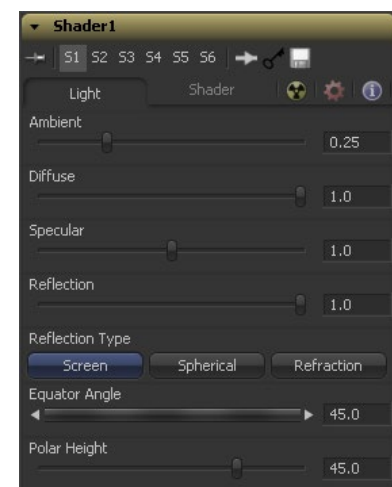 Shader1
S1 S2 S3 S4 S5 S6
Light Shader
Ambient
0.25
Diffuse
1.0
Specular
1.0
Reflection
1.0
Reflection Type
Screen Spherical Refraction
Equator Angle
45.0
Polar Height
45.0